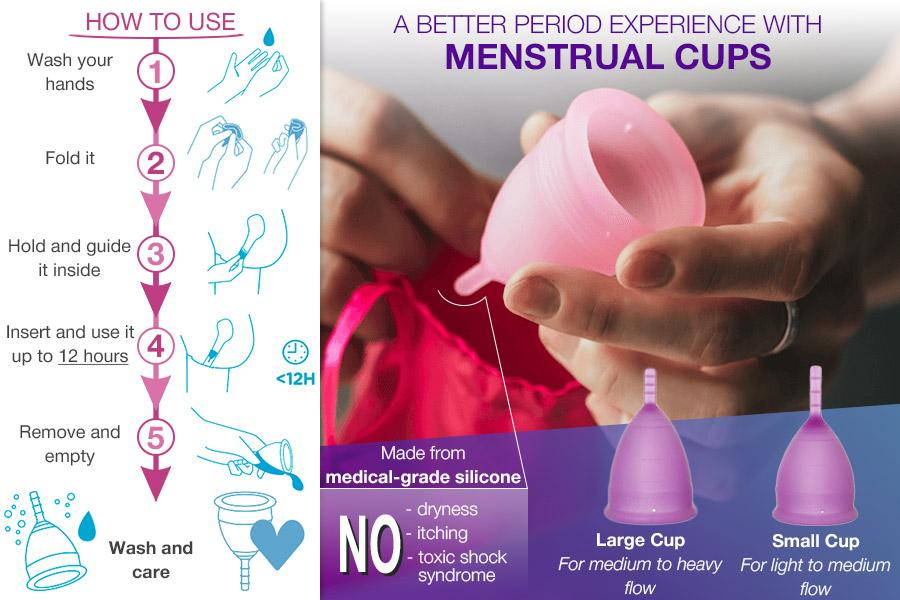 HOW TO USE
Wash your
hands
1
Fold it
2
Hold and guide
it inside
3
Insert and use it
up to 12 hours
4
<12H
Remove and
empty
5
Wash and
care
A BETTER PERIOD EXPERIENCE WITH
MENSTRUAL CUPS
Made from
medical-grade silicone
NO
- dryness
- itching
- toxic shock
syndrome
Large Cup
For medium to heavy
flow
Small Cup
For light to medium
flow